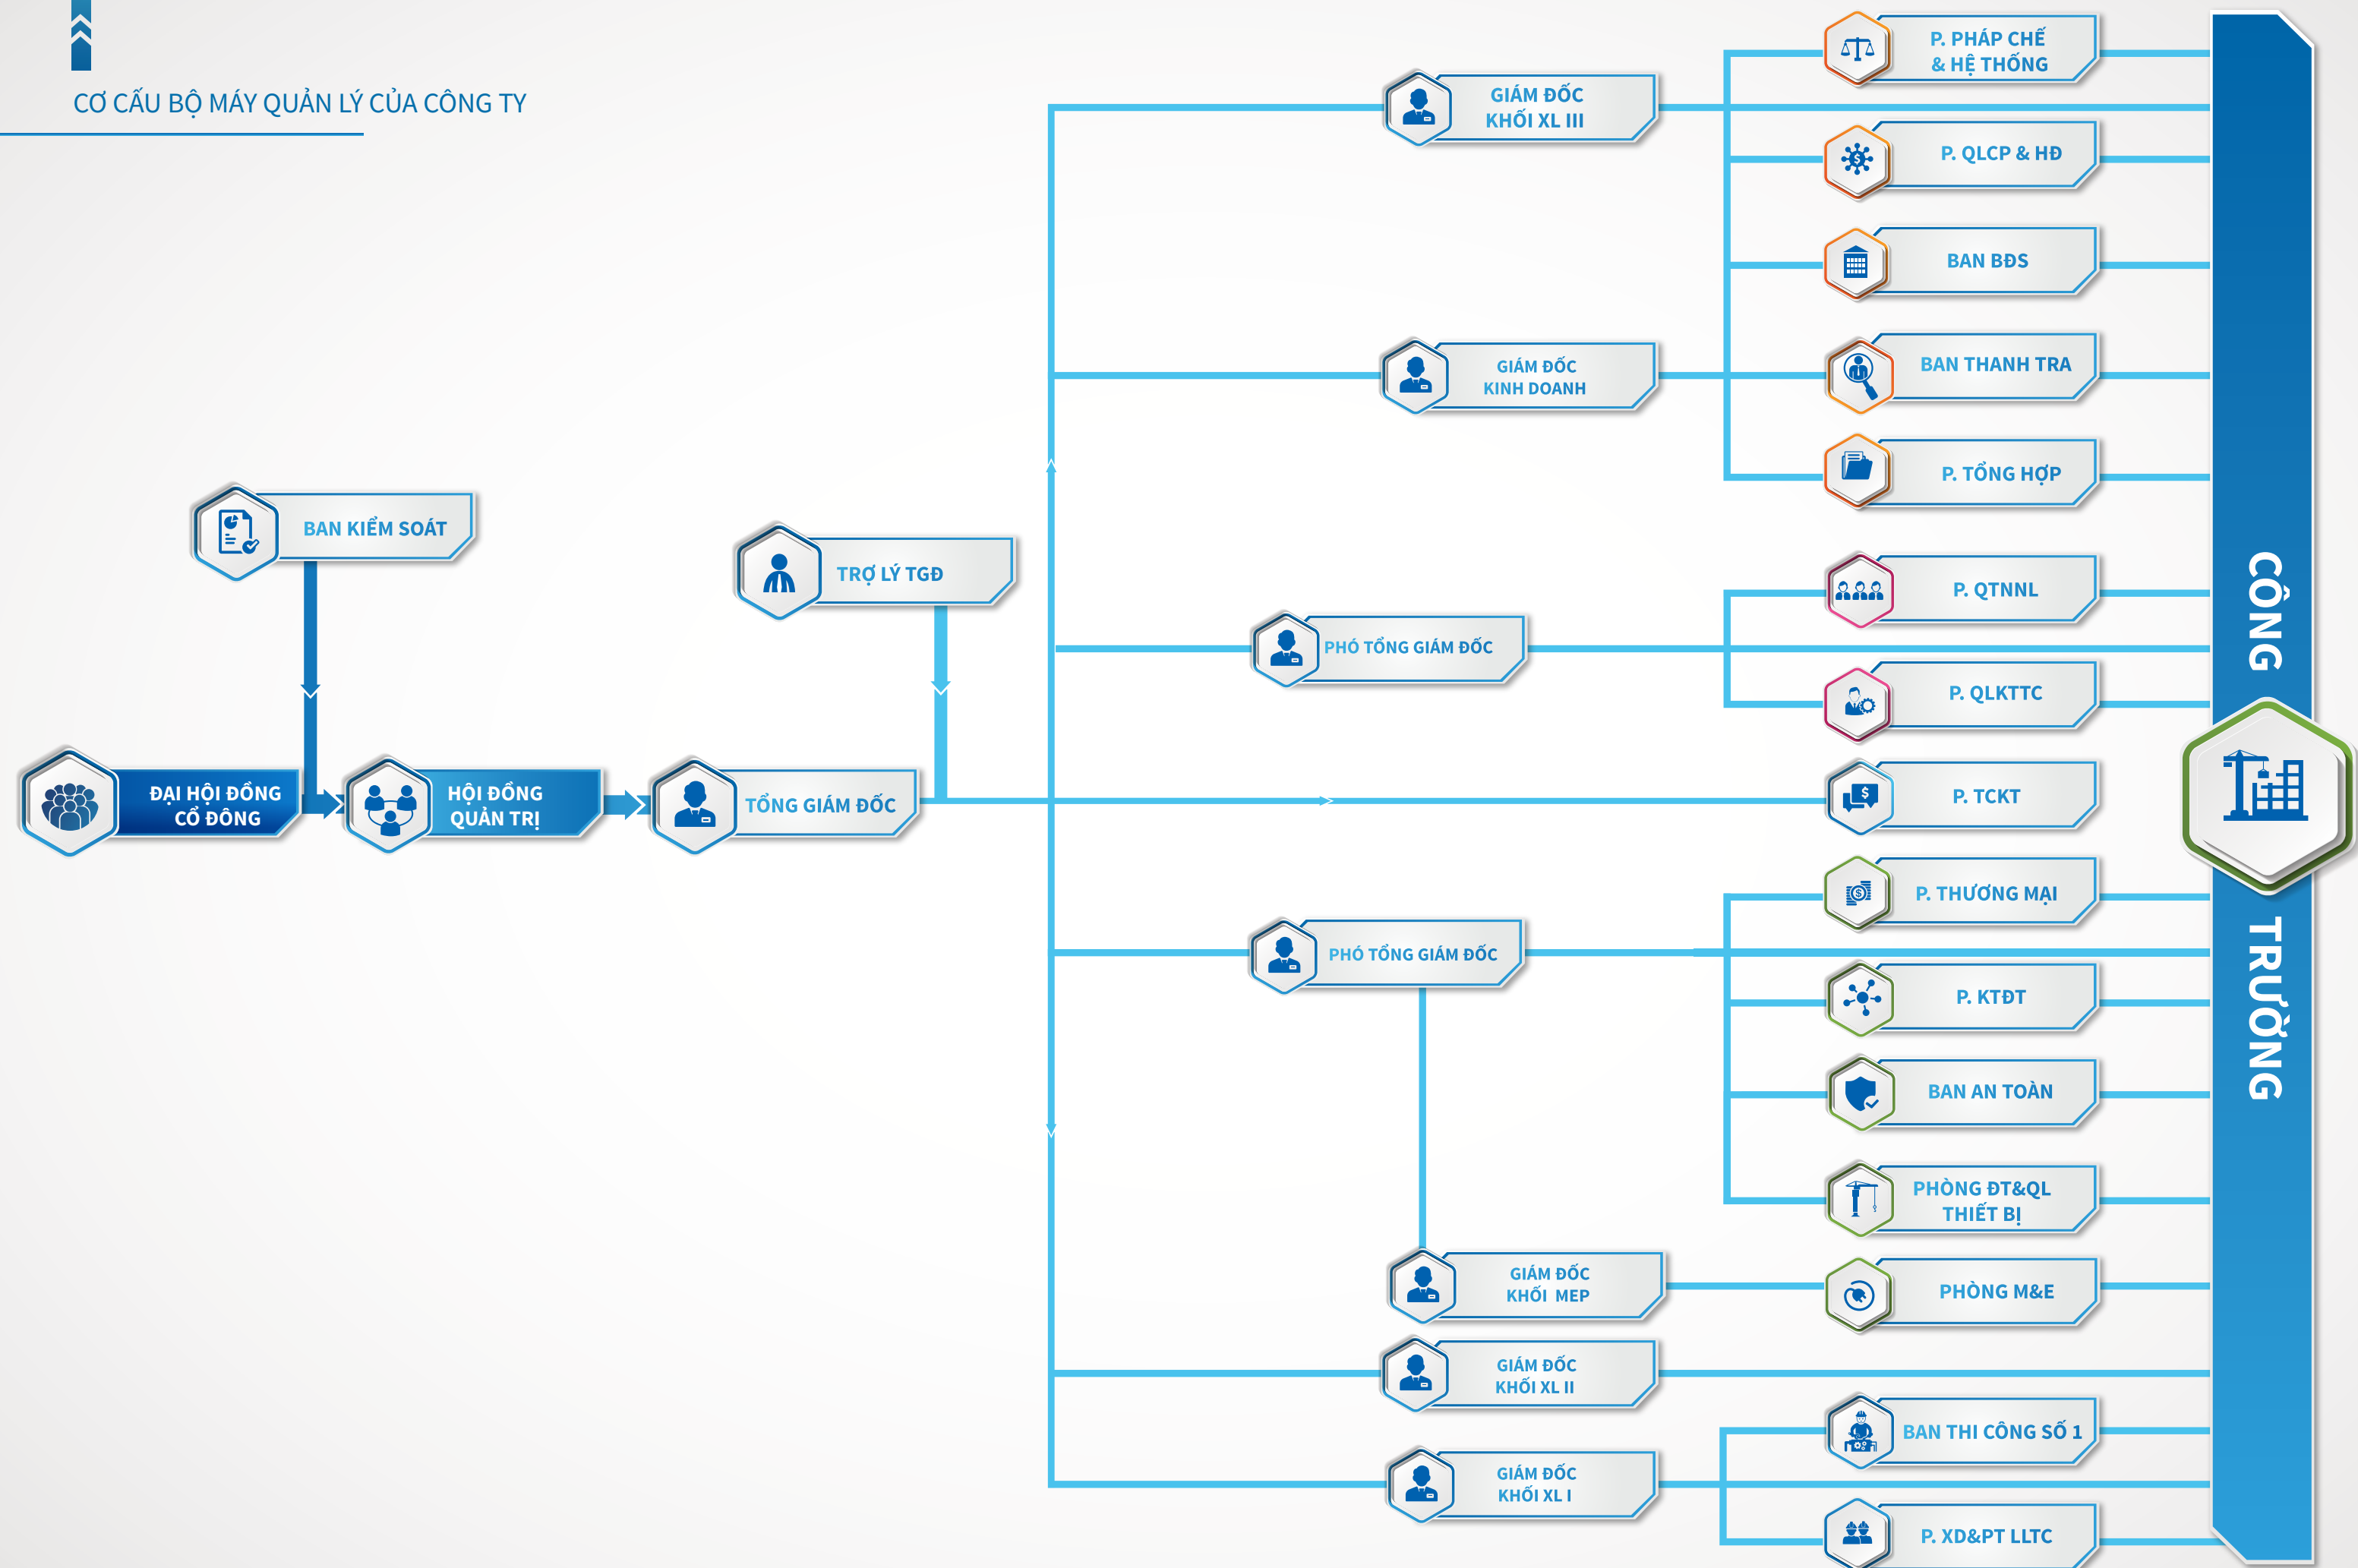 CƠ CẤU BỘ MÁY QUẢN LÝ CỦA CÔNG TY
BAN KIỂM SOÁT
ĐẠI HỘI ĐỒNG
CỔ ĐÔNG
HỘI ĐỒNG
QUẢN TRỊ
TRỢ LÝ TGĐ
TỔNG GIÁM ĐỐC
GIÁM ĐỐC
KHỐI XL III
GIÁM ĐỐC
KINH DOANH
PHÓ TỔNG GIÁM ĐỐC
PHÓ TỔNG GIÁM ĐỐC
GIÁM ĐỐC
KHỐI MEP
GIÁM ĐỐC
KHỐI XL II
GIÁM ĐỐC
KHỐI XL I
P. PHÁP CHẾ
& HỆ THỐNG
P. QLCP & HĐ
BAN BĐS
BAN THANH TRA
P. TỔNG HỢP
P. QTNNL
P. QLKTTC
P. TCKT
P. THƯƠNG MẠI
P. KTĐT
BAN AN TOÀN
PHÒNG ĐT&QL
THIẾT BỊ
PHÒNG M&E
BAN THI CÔNG SỐ 1
P. XD&PT LLTC
CÔNG
TRƯỜNG